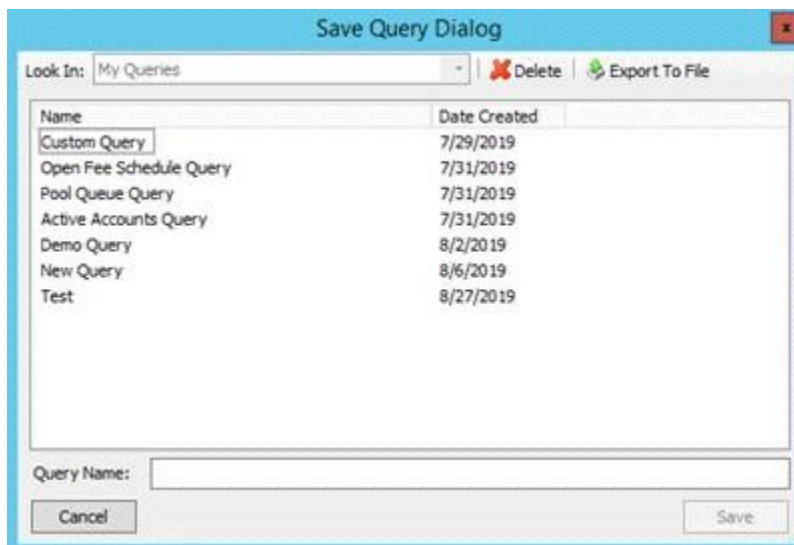 Save Query Dialog
x
Look In: My Queries Delete Export To File
Name Date Created
Custom Query 7/29/2019
Open Fee Schedule Query 7/31/2019
Pool Queue Query 7/31/2019
Active Accounts Query 7/31/2019
Demo Query 8/2/2019
New Query 8/6/2019
Test 8/27/2019
Query Name:
Cancel Save